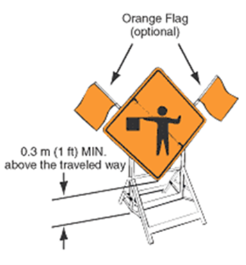 Orange Flag
(optional)
0.3 m (1 ft) MIN.
above the traveled way